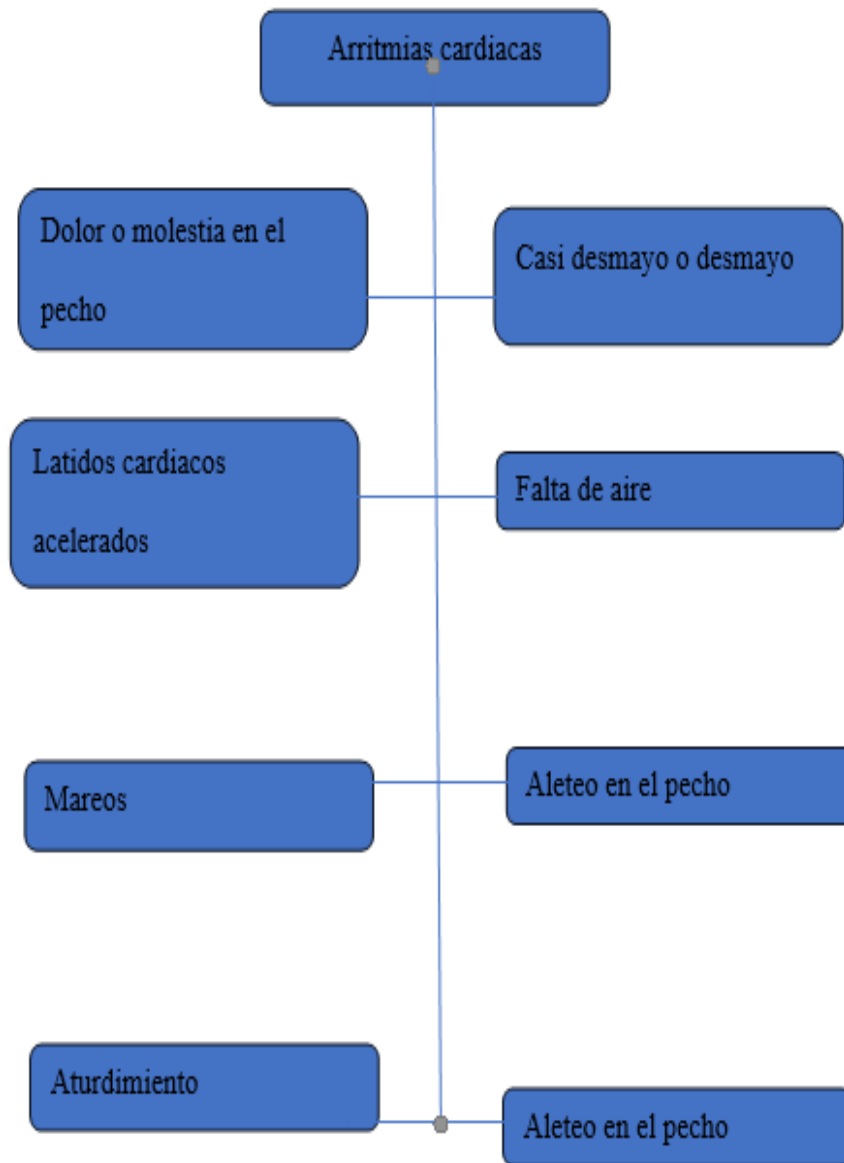 Arritmias cardiacas
Dolor o molestia en el
pecho
Casi desmayo o desmayo
Latidos cardiacos
acelerados
Falta de aire
Mareos
Aleteo en el pecho
Aturdimiento
Aleteo en el pecho